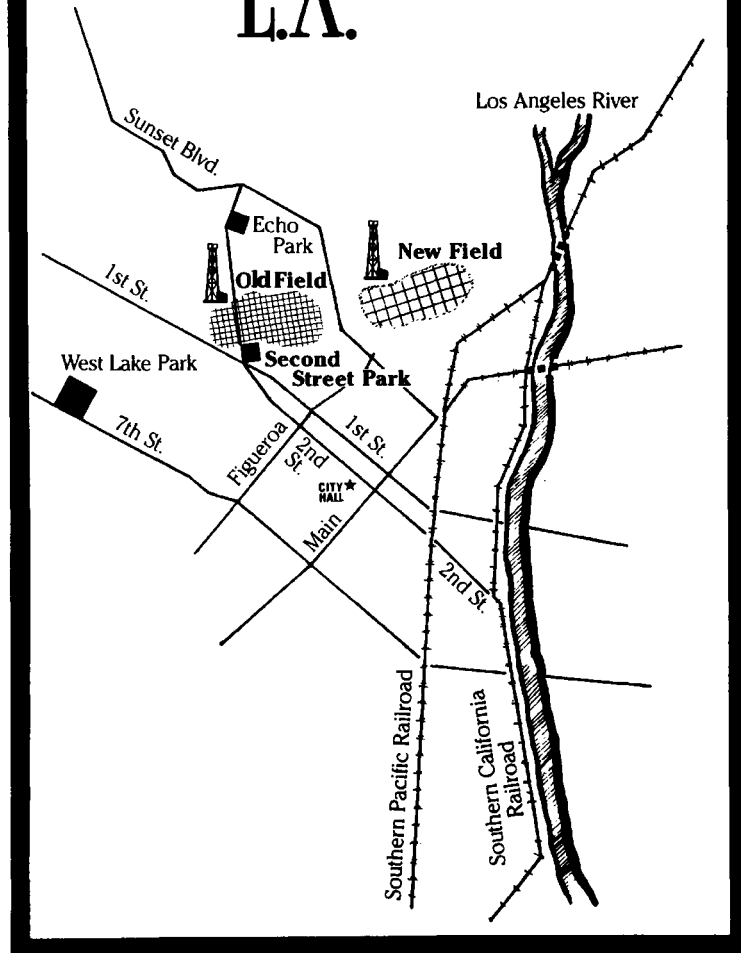 L.A.
Los Angeles River
Sunset Blvd.
Echo
Park
New Field
Old Field
1st St.
Second
Street Park
West Lake Park
7th St.
Figueroa
1st St.
2nd
St.
CITY
HALL
Main
2nd St.
Southern Pacific Railroad
Southern California
Railroad